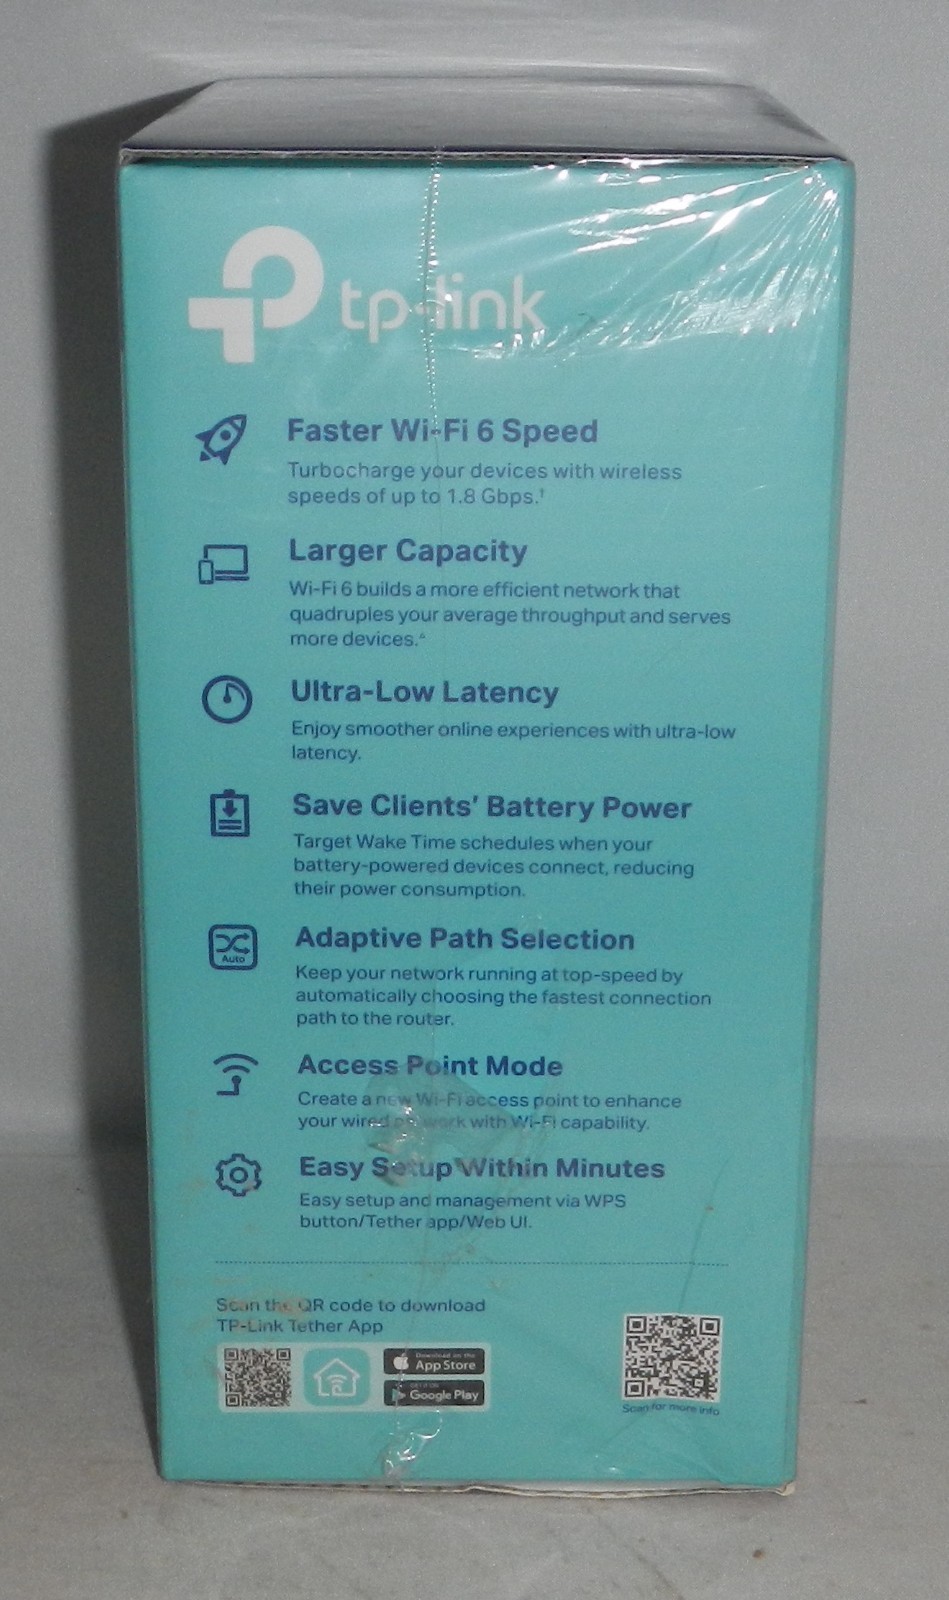 tp-link
Faster Wi-Fi 6 Speed
Turbocharge your devices with wireless
speeds of up to 1.8 Gbps.†
Larger Capacity
Wi-Fi 6 builds a more efficient network that
quadruples your average throughput and serves
more devices.△
Ultra-Low Latency
Enjoy smoother online experiences with ultra-low
latency.
Save Clients' Battery Power
Target Wake Time schedules when your
battery-powered devices connect, reducing
their power consumption.
Auto
Adaptive Path Selection
Keep your network running at top-speed by
automatically choosing the fastest connection
path to the router.
Access Point Mode
Create a new Wi-Fi access point to enhance
your wired network with Wi-Fi capability.
Easy Setup Within Minutes
Easy setup and management via WPS
button/Tether app/Web UI.
Scan the QR code to download
TP-Link Tether App
Download on the
App Store
GET IT ON
Google Play
Scan for more info